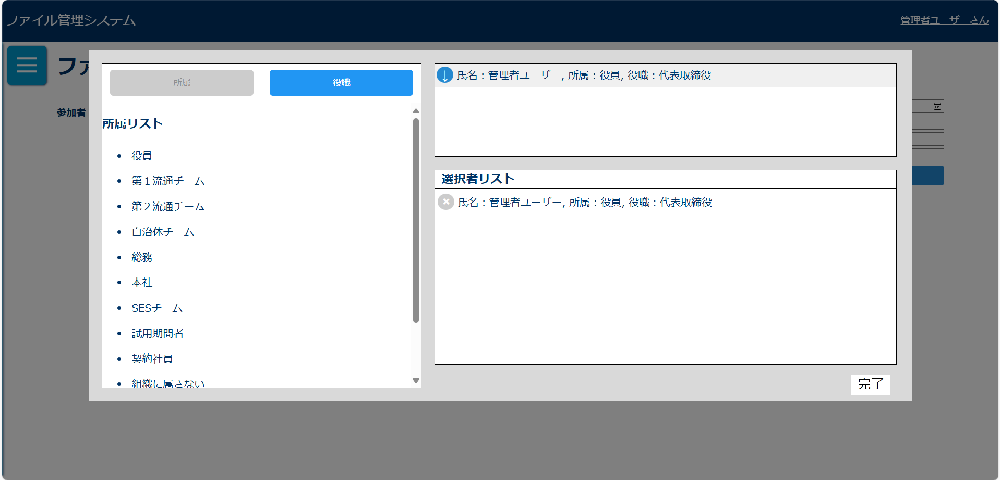 ファイル管理システム
管理者ユーザーさん
ファ
参加者
所属
役職
所属リスト
役員
第１流通チーム
第２流通チーム
自治体チーム
総務
本社
SESチーム
試用期間者
契約社員
組織に属さない
氏名：管理者ユーザー, 所属：役員, 役職：代表取締役
選択者リスト
氏名：管理者ユーザー, 所属：役員, 役職：代表取締役
完了